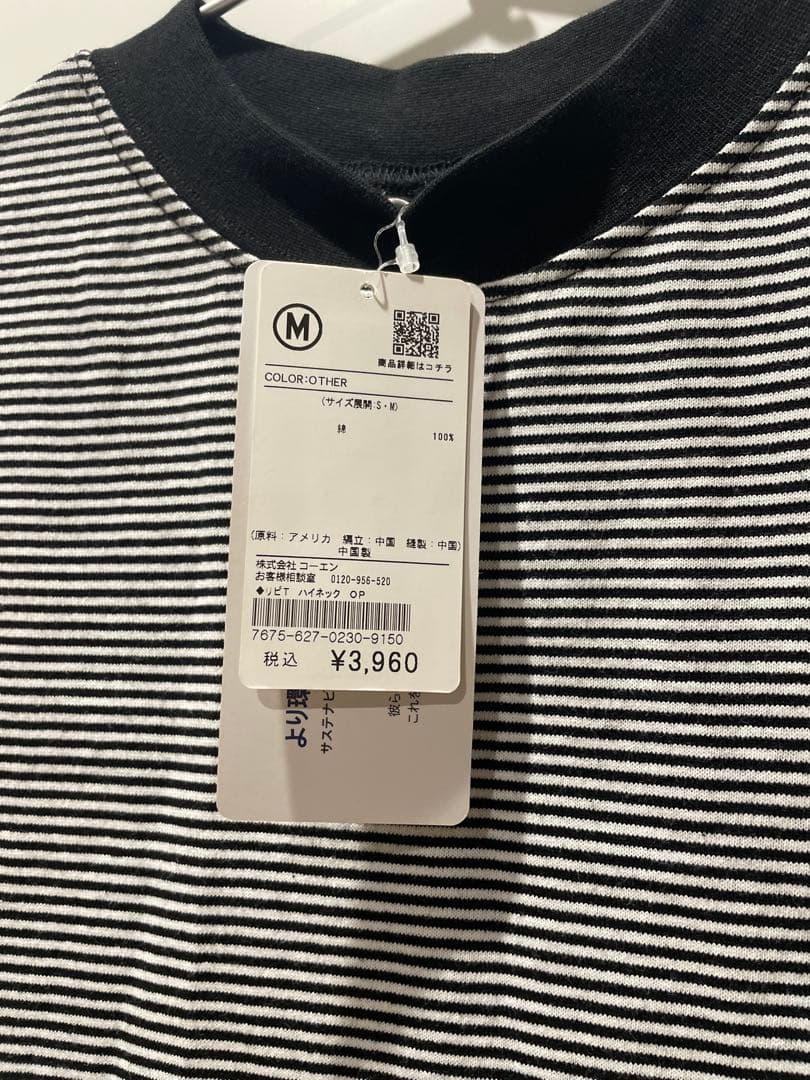 M
商品詳細はコチラ
COLOR:OTHER
(サイズ展開:S・M)
綿 100%
(原料：アメリカ 編立：中国 縫製：中国)
中国製
株式会社 コーエン
お客様相談室 0120-956-520
◆リピT ハイネック OP
7675-627-0230-9150
税込 ¥3,960
より環
サステナビ
彼ら
これを